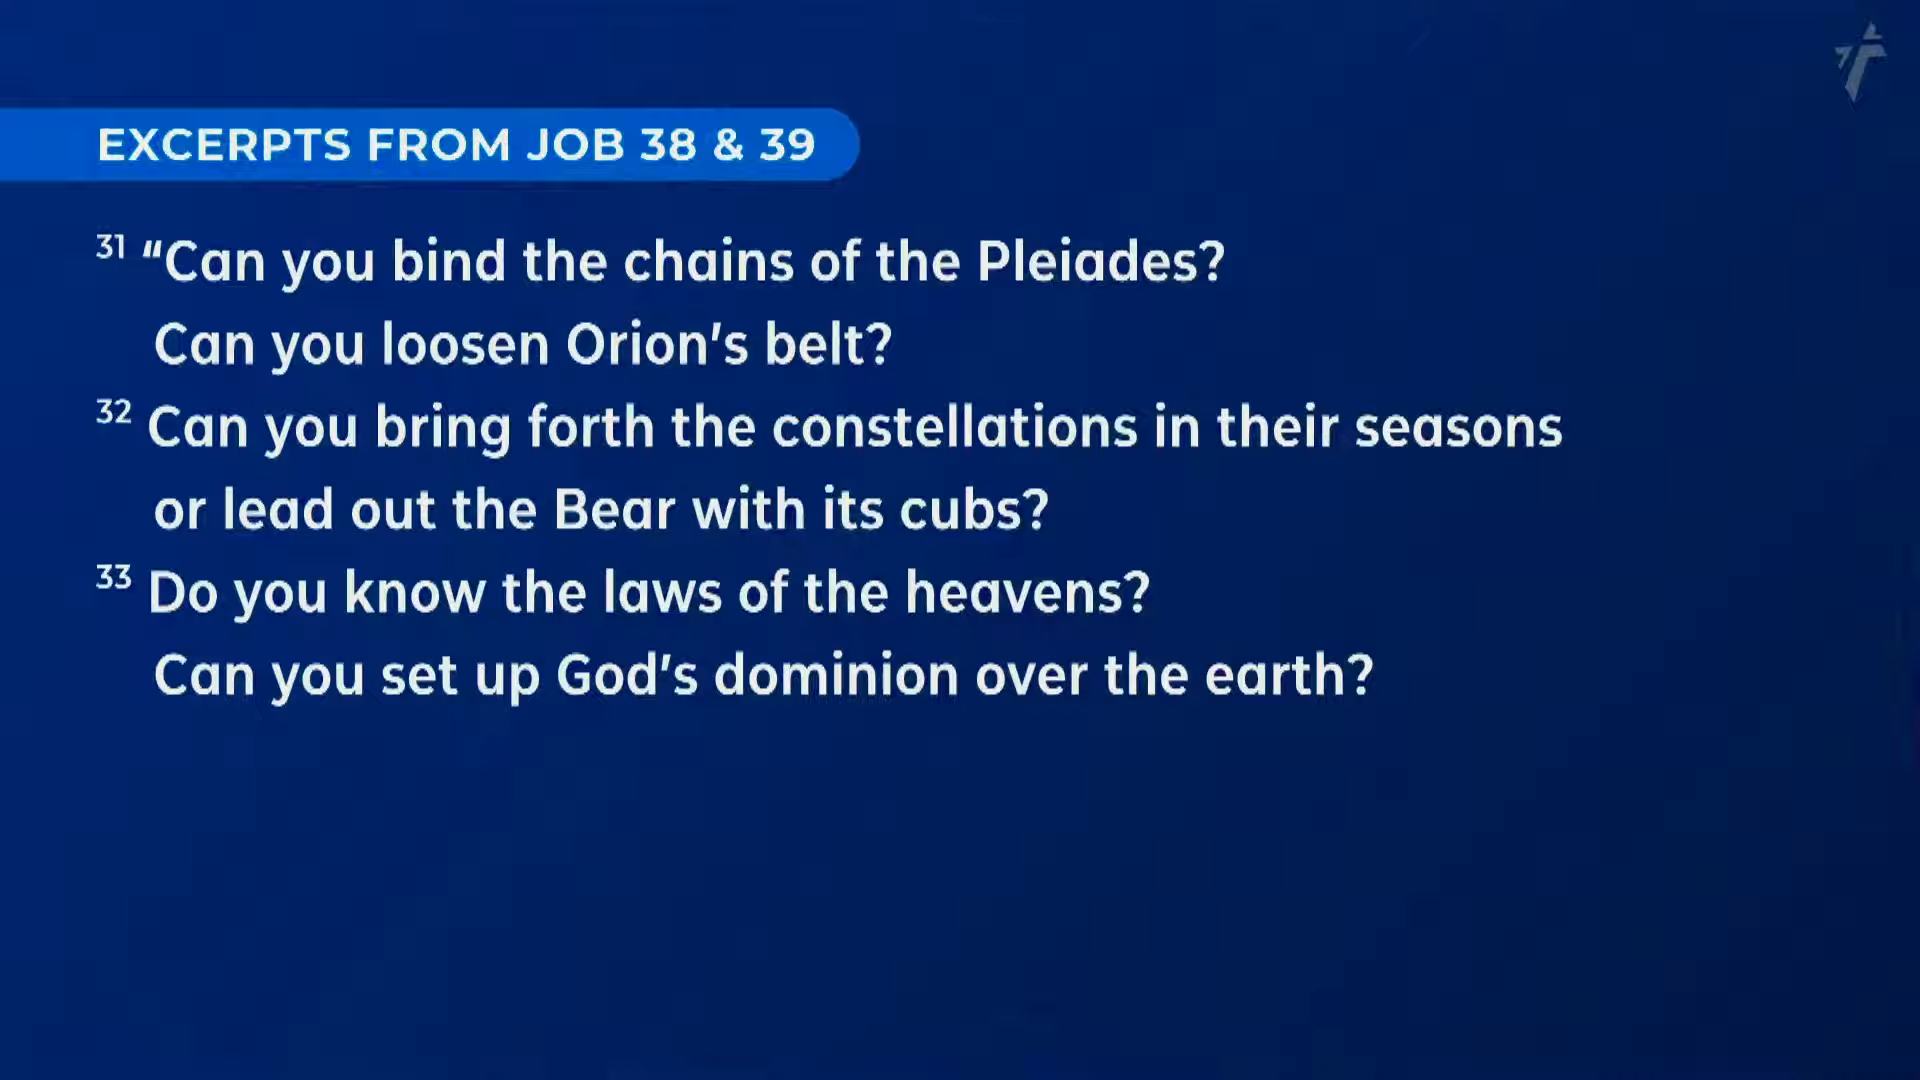 EXCERPTS FROM JOB 38 & 39
31 “Can you bind the chains of the Pleiades?
Can you loosen Orion’s belt?
32 Can you bring forth the constellations in their seasons
or lead out the Bear with its cubs?
33 Do you know the laws of the heavens?
Can you set up God’s dominion over the earth?